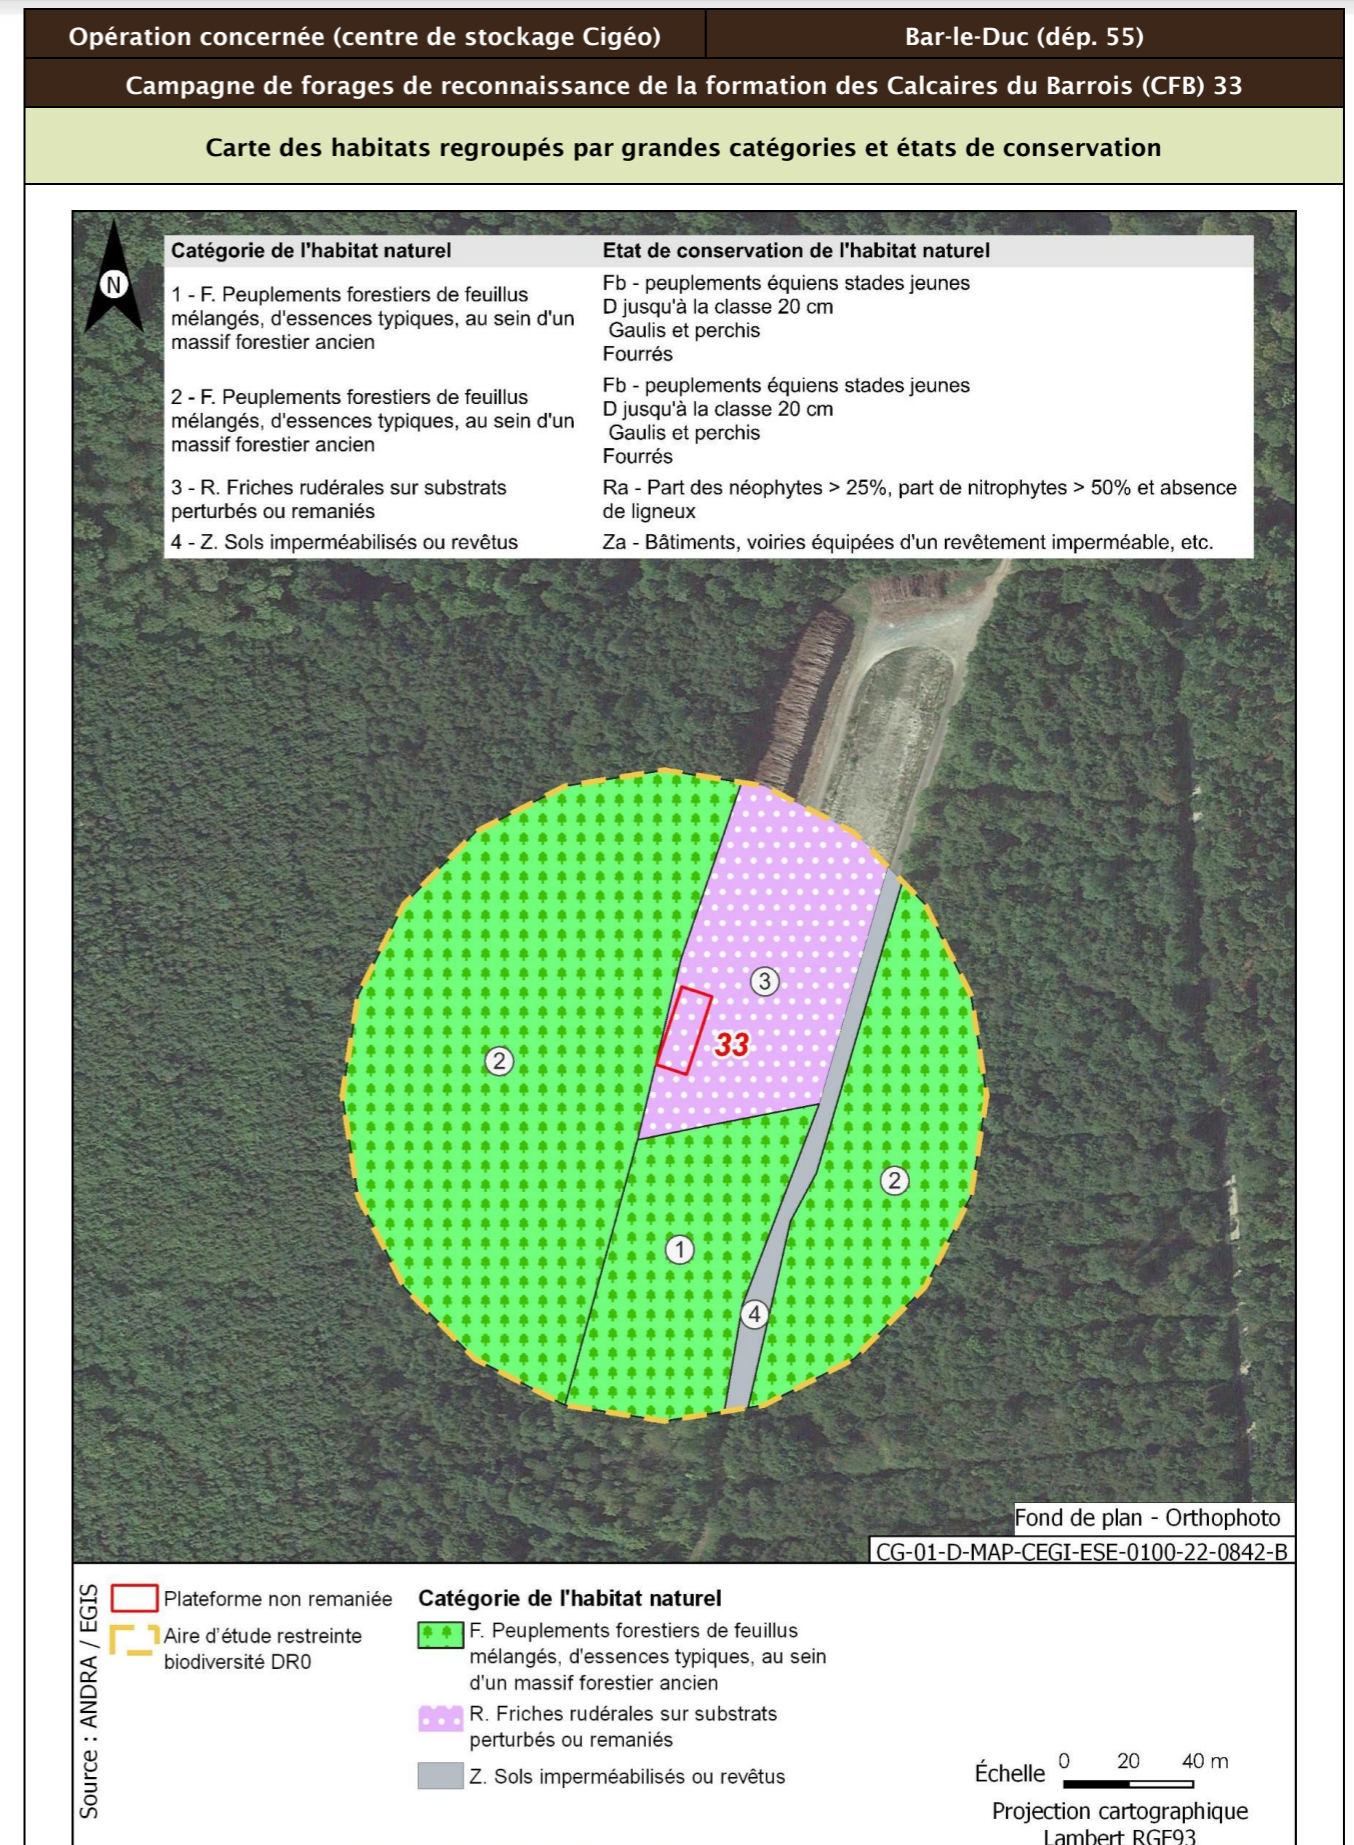 Opération concernée (centre de stockage Cigéo)
Bar-le-Duc (dép. 55)
Campagne de forages de reconnaissance de la formation des Calcaires du Barrois (CFB) 33
Carte des habitats regroupés par grandes catégories et états de conservation
N
Catégorie de l'habitat naturel
Etat de conservation de l'habitat naturel
1 - F. Peuplements forestiers de feuillus
mélangés, d'essences typiques, au sein d'un
massif forestier ancien
Fb - peuplements équiens stades jeunes
D jusqu'à la classe 20 cm
Gaulis et perchis
Fourrés
2 - F. Peuplements forestiers de feuillus
mélangés, d'essences typiques, au sein d'un
massif forestier ancien
Fb - peuplements équiens stades jeunes
D jusqu'à la classe 20 cm
Gaulis et perchis
Fourrés
3 - R. Friches rudérales sur substrats
perturbés ou remaniés
Ra - Part des néophytes > 25%, part de nitrophytes > 50% et absence
de ligneux
4 - Z. Sols imperméabilisés ou revêtus
Za - Bâtiments, voiries équipées d'un revêtement imperméable, etc.
3
33
2
2
1
4
Fond de plan - Orthophoto
CG-01-D-MAP-CEGI-ESE-0100-22-0842-B
Source : ANDRA / EGIS
Plateforme non remaniée
Aire d'étude restreinte
biodiversité DR0
Catégorie de l'habitat naturel
F. Peuplements forestiers de feuillus
mélangés, d'essences typiques, au sein
d'un massif forestier ancien
R. Friches rudérales sur substrats
perturbés ou remaniés
Z. Sols imperméabilisés ou revêtus
Échelle 0 20 40 m
Projection cartographique
Lambert RGF93